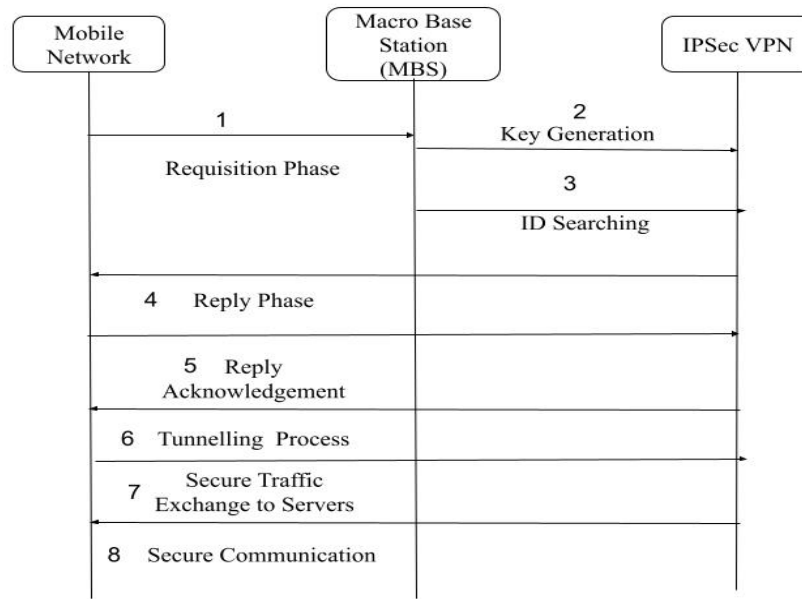 Mobile
Network
Macro Base
Station
(MBS)
IPSec VPN
1
Requisition Phase
2
Key Generation
3
ID Searching
4 Reply Phase
5 Reply
Acknowledgement
6 Tunnelling Process
7 Secure Traffic
Exchange to Servers
8 Secure Communication